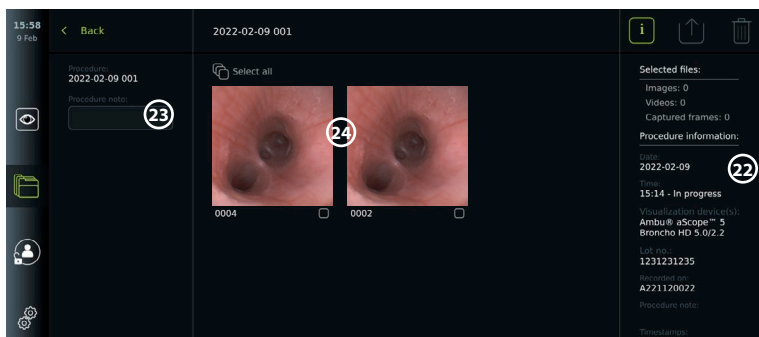 15:58
9 Feb
Back
2022-02-09 001
i
Procedure:
2022-02-09 001
Procedure note:
23
Select all
24
0004
0002
Selected files:
Images: 0
Videos: 0
Captured frames: 0
Procedure information:
Date:
2022-02-09
22
Time:
15:14 - In progress
Visualization device(s):
Ambu® aScope™ 5
Broncho HD 5.0/2.2
Lot no.:
1231231235
Recorded on:
A221120022
Procedure note:
Timestamps: